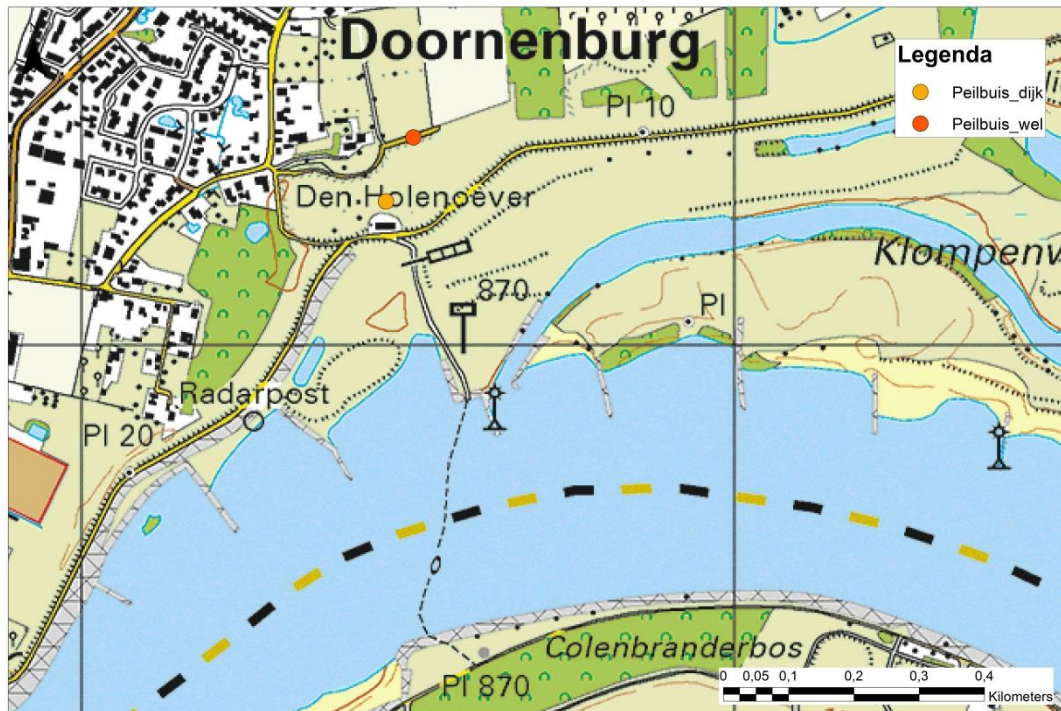 Doornenburg
Legenda
Peilbuis_dijk
Peilbuis_wel
Pl 10
Den Holenoever
Klompenw
870
Pl
Radarpost
Pl 20
Colenbranderbos
Pl 870
0 0,05 0,1 0,2 0,3 0,4
Kilometers